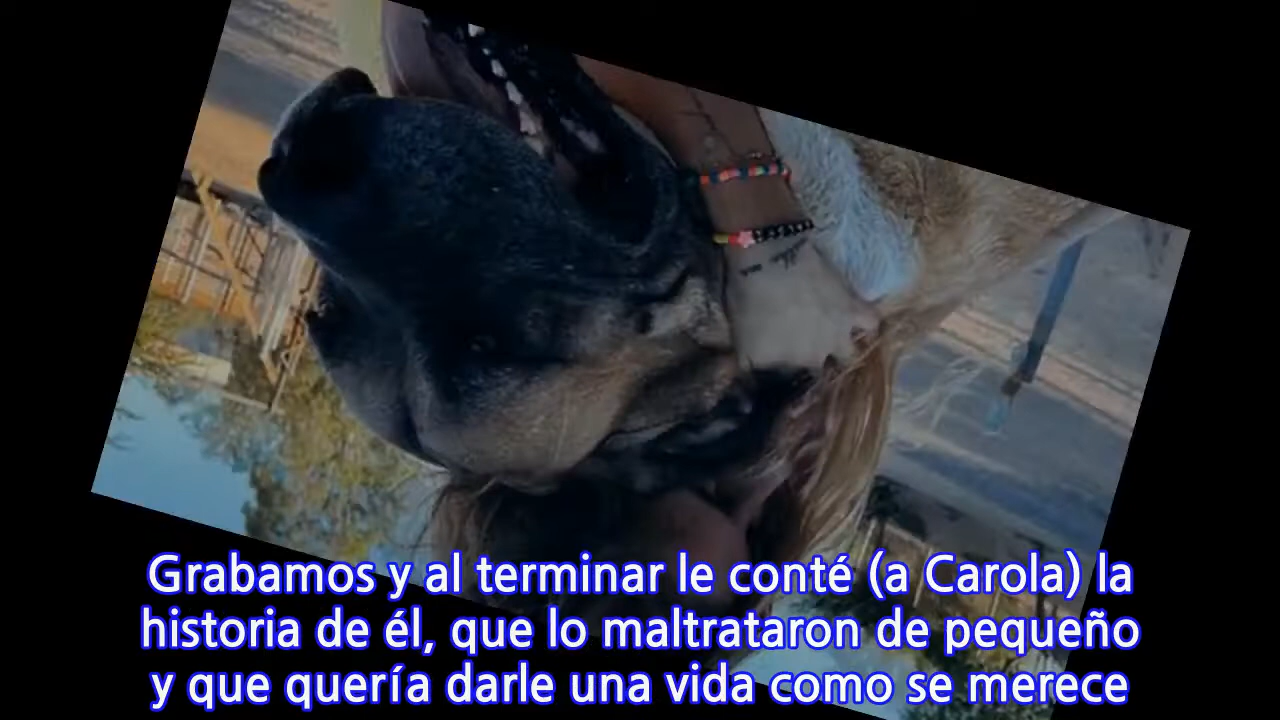 Grabamos y al terminar le conté (a Carola) la
historia de él, que lo maltrataron de pequeño
y que quería darle una vida como se merece